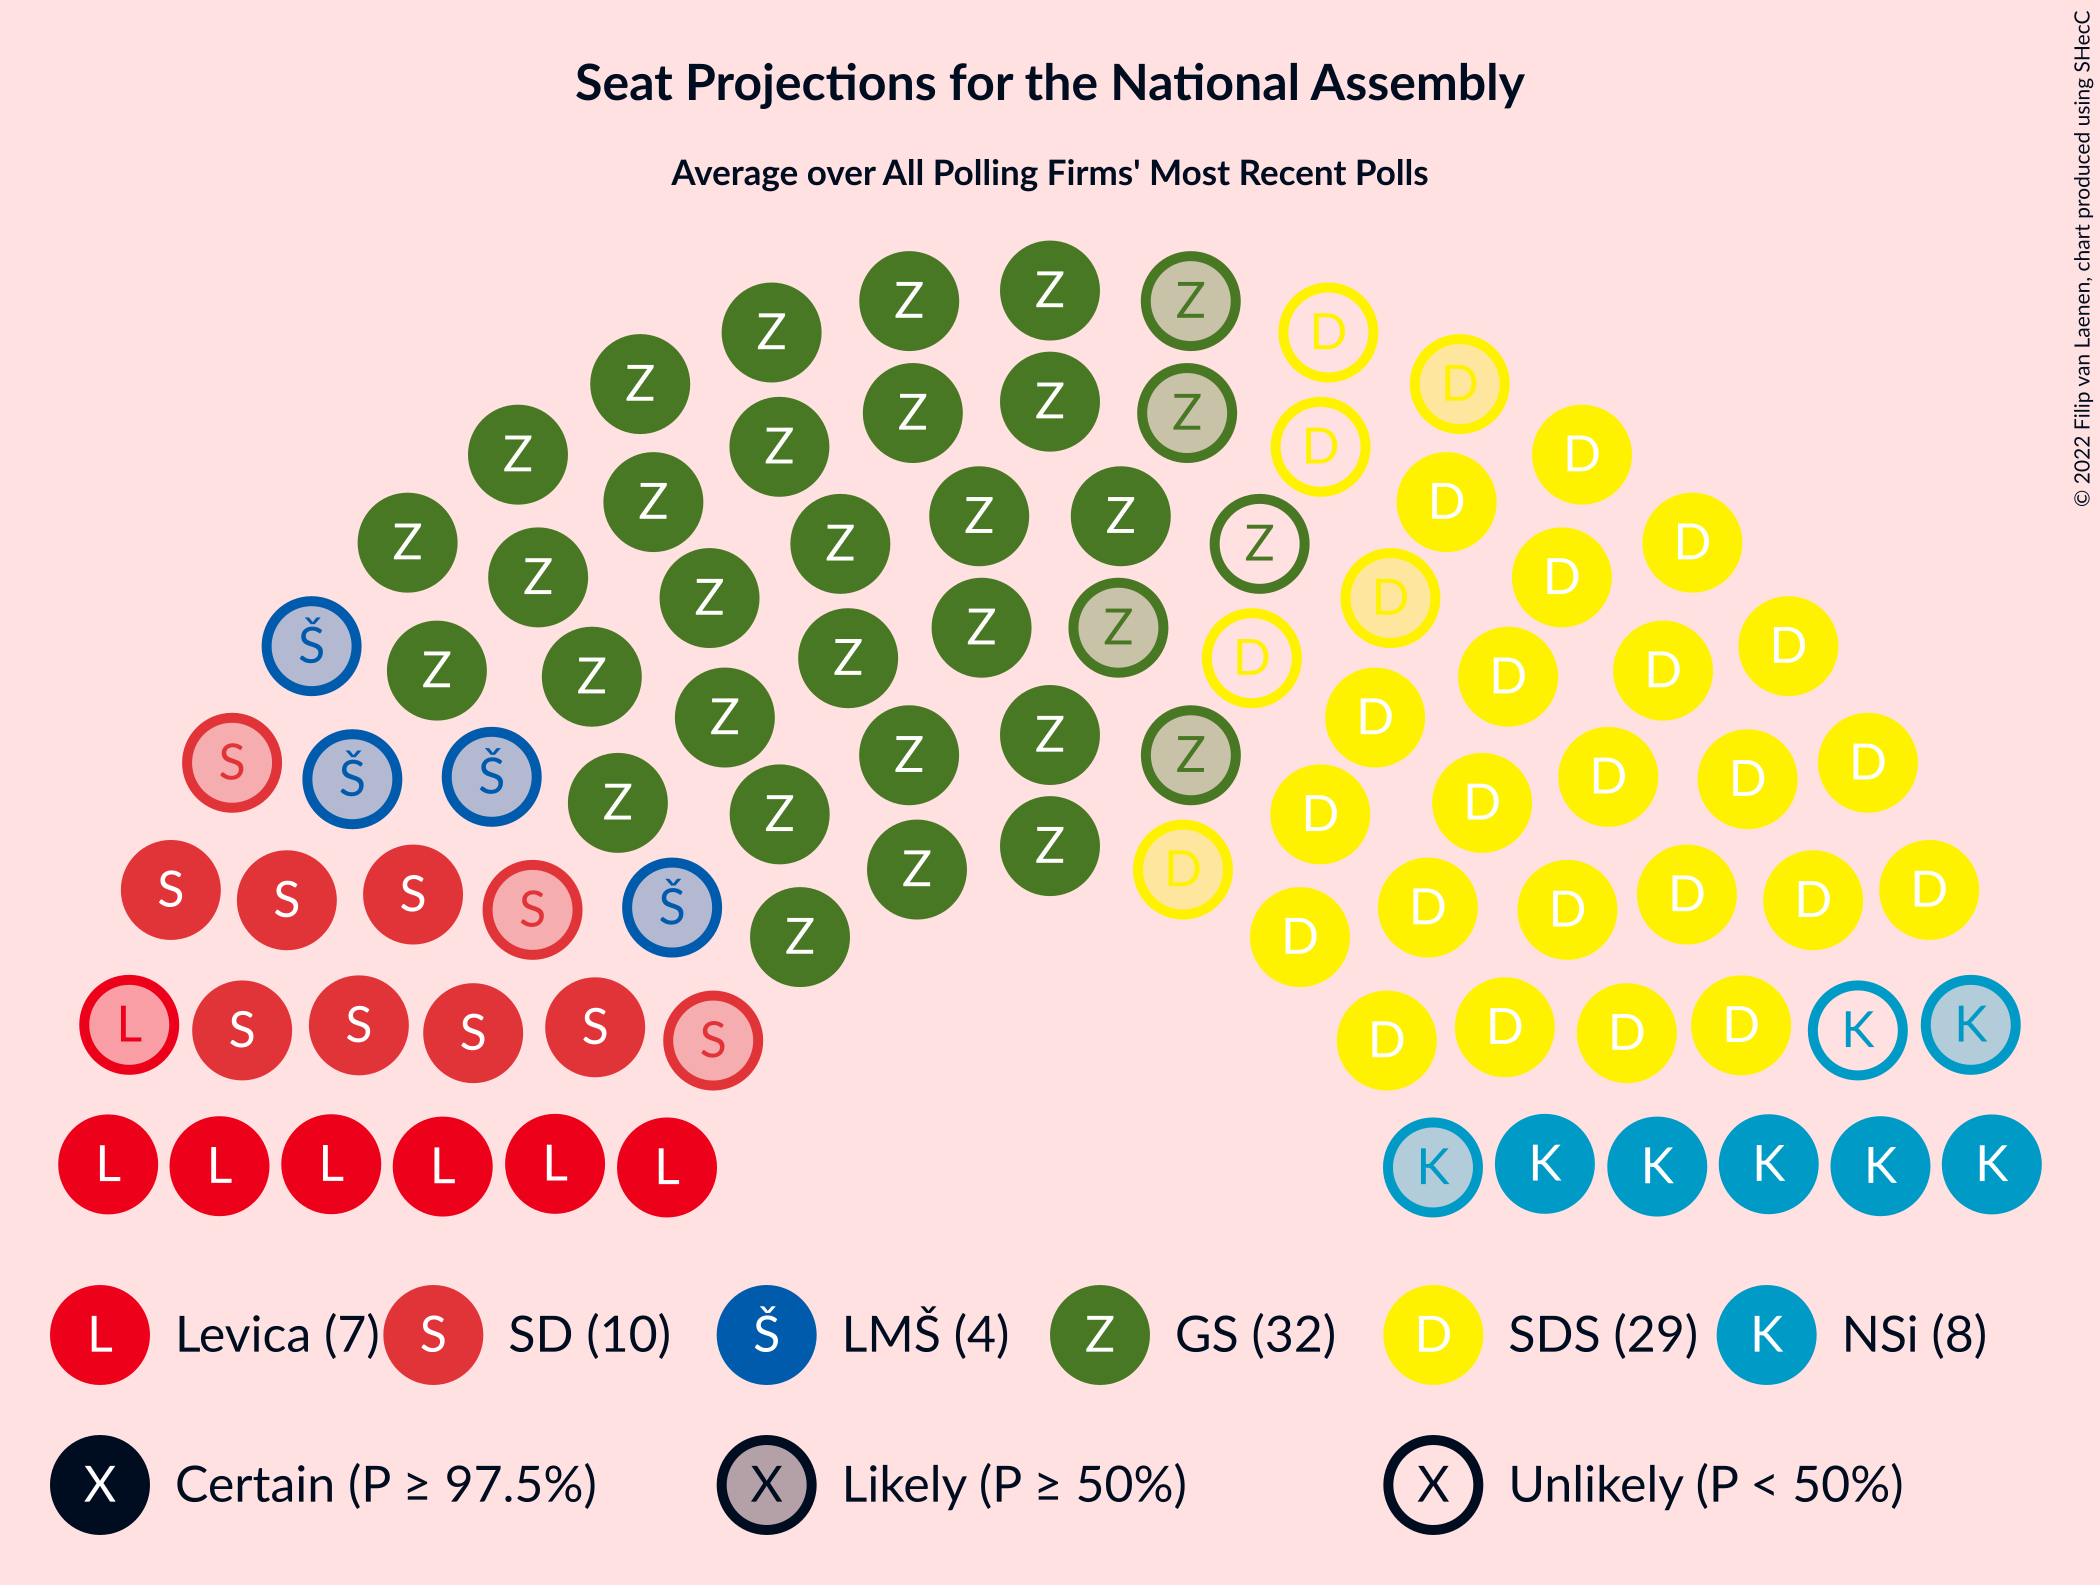 Seat Projections for the National Assembly
Average over All Polling Firms' Most Recent Polls
© 2022 Filip van Laenen, chart produced using SHecC
Z
Z Z
Z D
Z D
Z Z
Z Z
Z D
Z D
Z Z
Z Z
Z D
Z D
Z D
Z Z
Š D
Z D
Z D
Z D
Z D
S D
Š Š D D
Z D
Z D
Z Z
S S S S Š D D D D D
Z D
Z D
L S S S S S D D D D K K
L L L L L L K K K K K K
L Levica (7) S SD (10) Š LMŠ (4) Z GS (32) D SDS (29) K NSi (8)
X Certain (P ≥ 97.5%) X Likely (P ≥ 50%) X Unlikely (P < 50%)